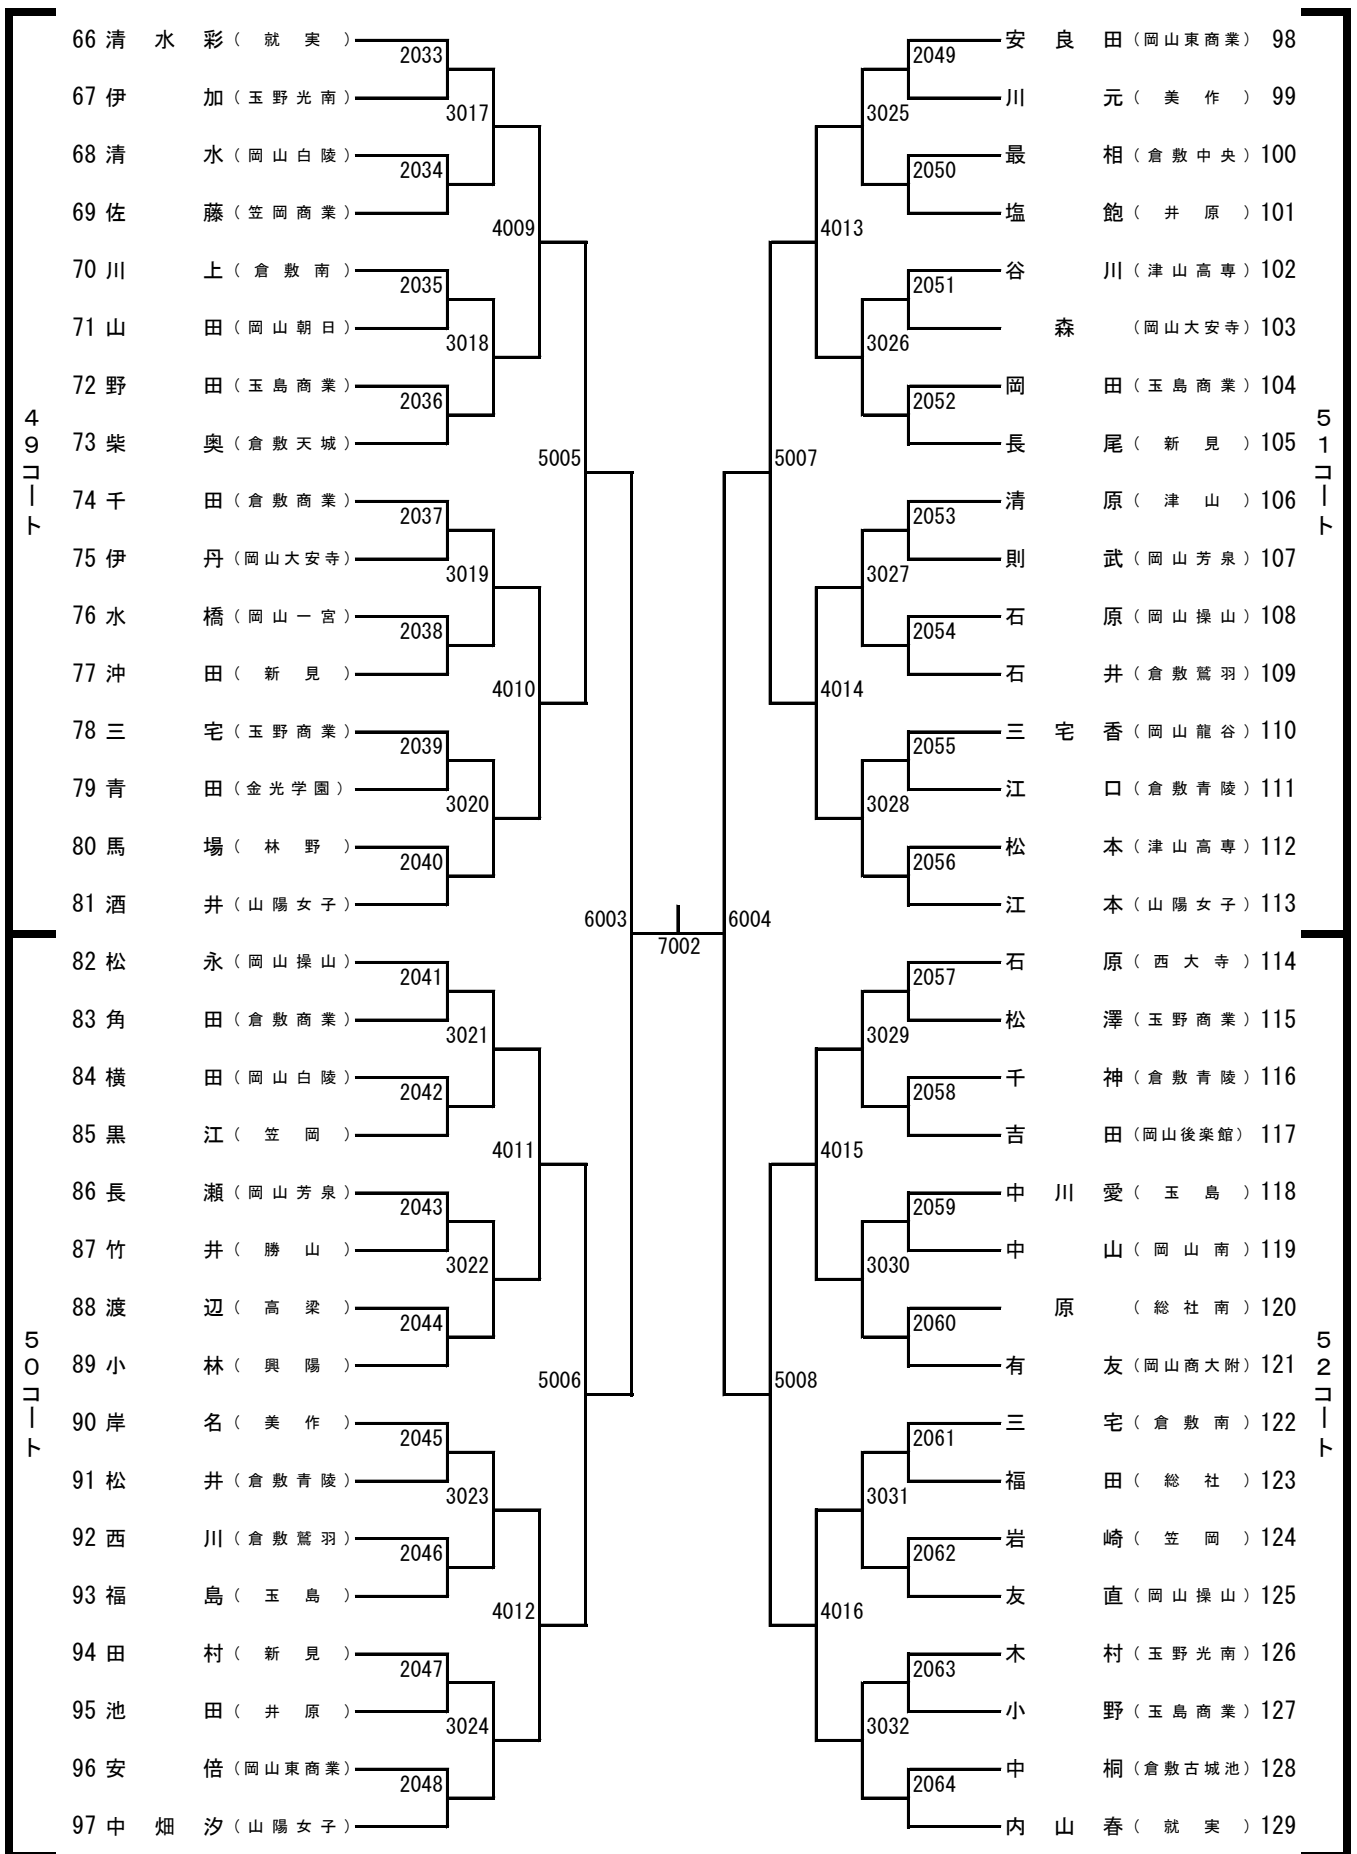 49コート
66 清水彩（就実）
2033
67 伊加（玉野光南）
3017
68 清水（岡山白陵）
2034
69 佐藤（笠岡商業）
4009
70 川上（倉敷南）
2035
71 山田（岡山朝日）
3018
72 野田（玉島商業）
2036
73 柴奥（倉敷天城）
5005
74 千田（倉敷商業）
2037
75 伊丹（岡山大安寺）
3019
76 水橋（岡山一宮）
2038
77 沖田（新見）
4010
78 三宅（玉野商業）
2039
79 青田（金光学園）
3020
80 馬場（林野）
2040
81 酒井（山陽女子）
6003
50コート
82 松永（岡山操山）
2041
83 角田（倉敷商業）
3021
84 横田（岡山白陵）
2042
85 黒江（笠岡）
4011
86 長瀬（岡山芳泉）
2043
87 竹井（勝山）
3022
88 渡辺（高梁）
2044
89 小林（興陽）
5006
90 岸名（美作）
2045
91 松井（倉敷青陵）
3023
92 西川（倉敷鷲羽）
2046
93 福島（玉島）
4012
94 田村（新見）
2047
95 池田（井原）
3024
96 安倍（岡山東商業）
2048
97 中畑汐（山陽女子）
7002
51コート
安良田（岡山東商業） 98
2049
川元（美作） 99
3025
最相（倉敷中央） 100
2050
塩飽（井原） 101
4013
谷川（津山高専） 102
2051
森（岡山大安寺） 103
3026
岡田（玉島商業） 104
2052
長尾（新見） 105
5007
清原（津山） 106
2053
則武（岡山芳泉） 107
3027
石原（岡山操山） 108
2054
石井（倉敷鷲羽） 109
4014
三宅香（岡山龍谷） 110
2055
江口（倉敷青陵） 111
3028
松本（津山高専） 112
2056
江本（山陽女子） 113
6004
52コート
石原（西大寺） 114
2057
松澤（玉野商業） 115
3029
千神（倉敷青陵） 116
2058
吉田（岡山後楽館） 117
4015
中川愛（玉島） 118
2059
中山（岡山南） 119
3030
原（総社南） 120
2060
有友（岡山商大附） 121
5008
三宅（倉敷南） 122
2061
福田（総社） 123
3031
岩崎（笠岡） 124
2062
友直（岡山操山） 125
4016
木村（玉野光南） 126
2063
小野（玉島商業） 127
3032
中桐（倉敷古城池） 128
2064
内山春（就実） 129